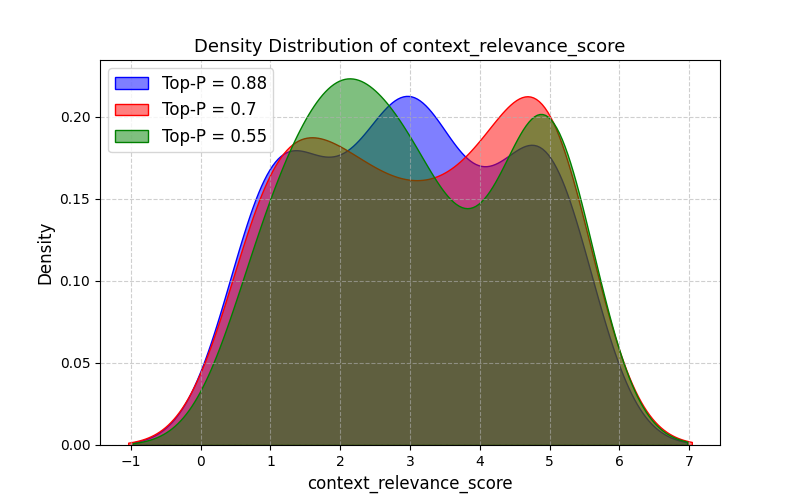 Density Distribution of context_relevance_score
Top-P = 0.88
Top-P = 0.7
Top-P = 0.55
Density
0.20
0.15
0.10
0.05
0.00
−1 0 1 2 3 4 5 6 7
context_relevance_score